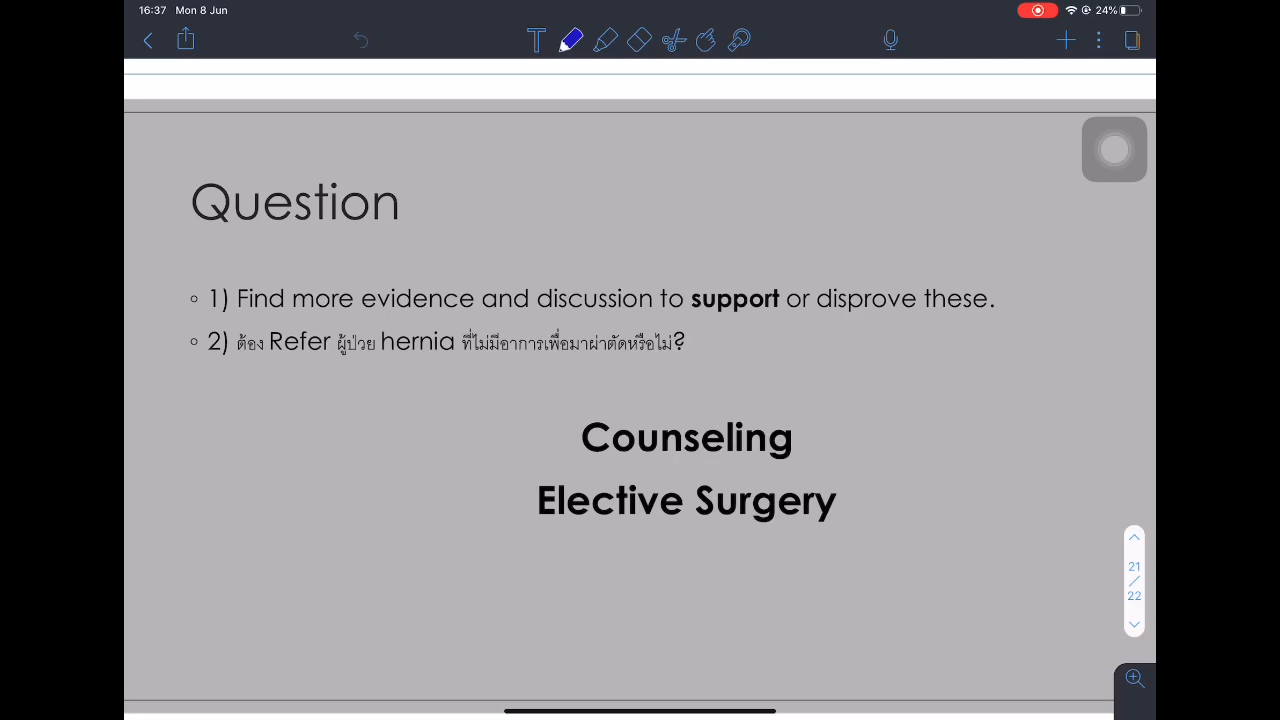 16:37 Mon 8 Jun 24%
T
Question
1) Find more evidence and discussion to support or disprove these.
2) ต้อง Refer ผู้ป่วย hernia ที่ไม่มีอาการเพื่อมาผ่าตัดหรือไม่?
Counseling
Elective Surgery
21
/
22